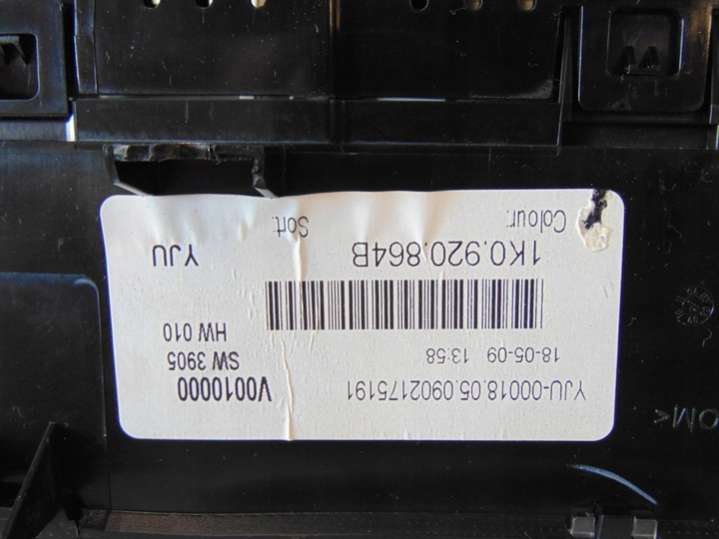 YJU-00018.05.0902175191 V0010000
18-05-09 13:58 SW 3905
HW 010
1K0.920.864B YJU
Colour: Sort.